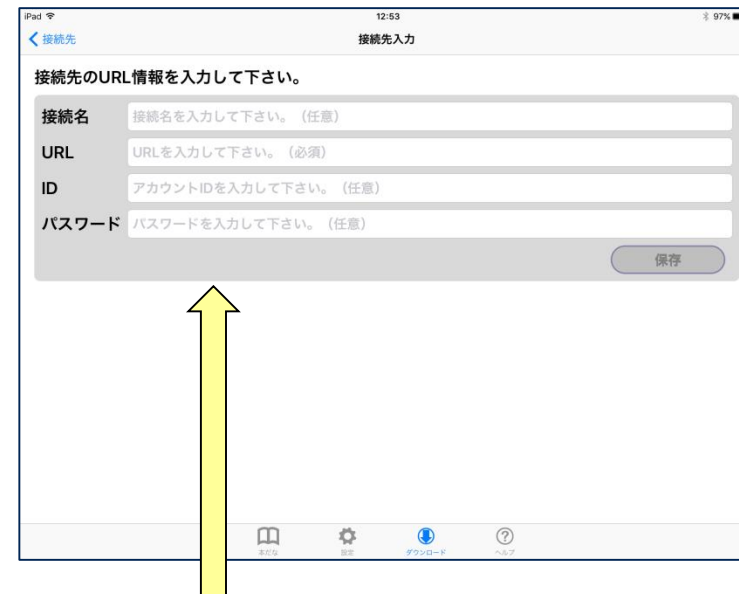 iPad 12:53 97%
接続先 接続先入力
接続先のURL情報を入力して下さい。
接続名 接続名を入力して下さい。（任意）
URL URLを入力して下さい。（必須）
ID アカウントIDを入力して下さい。（任意）
パスワード パスワードを入力して下さい。（任意）
保存
本だな 設定 ダウンロード ヘルプ